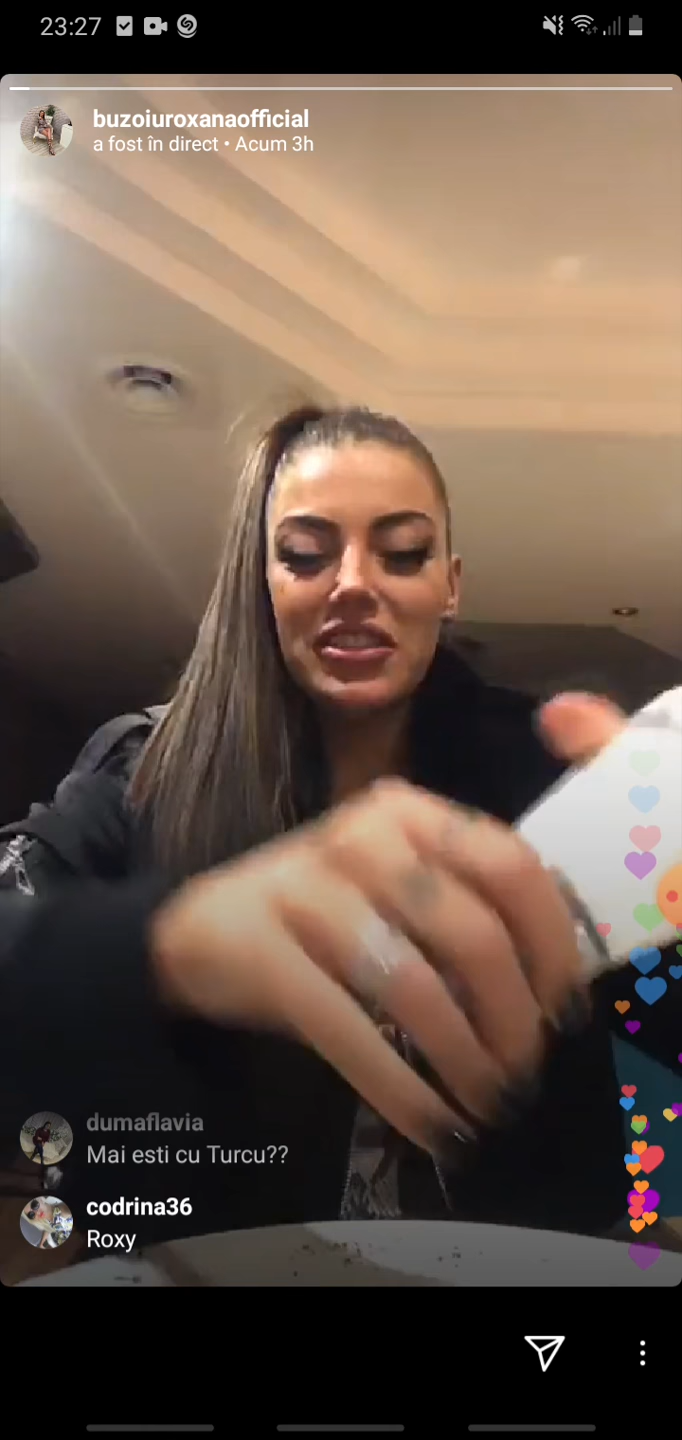 23:27
buzoiuroxanaofficial
a fost în direct • Acum 3h
dumaflavia
Mai esti cu Turcu??
codrina36
Roxy